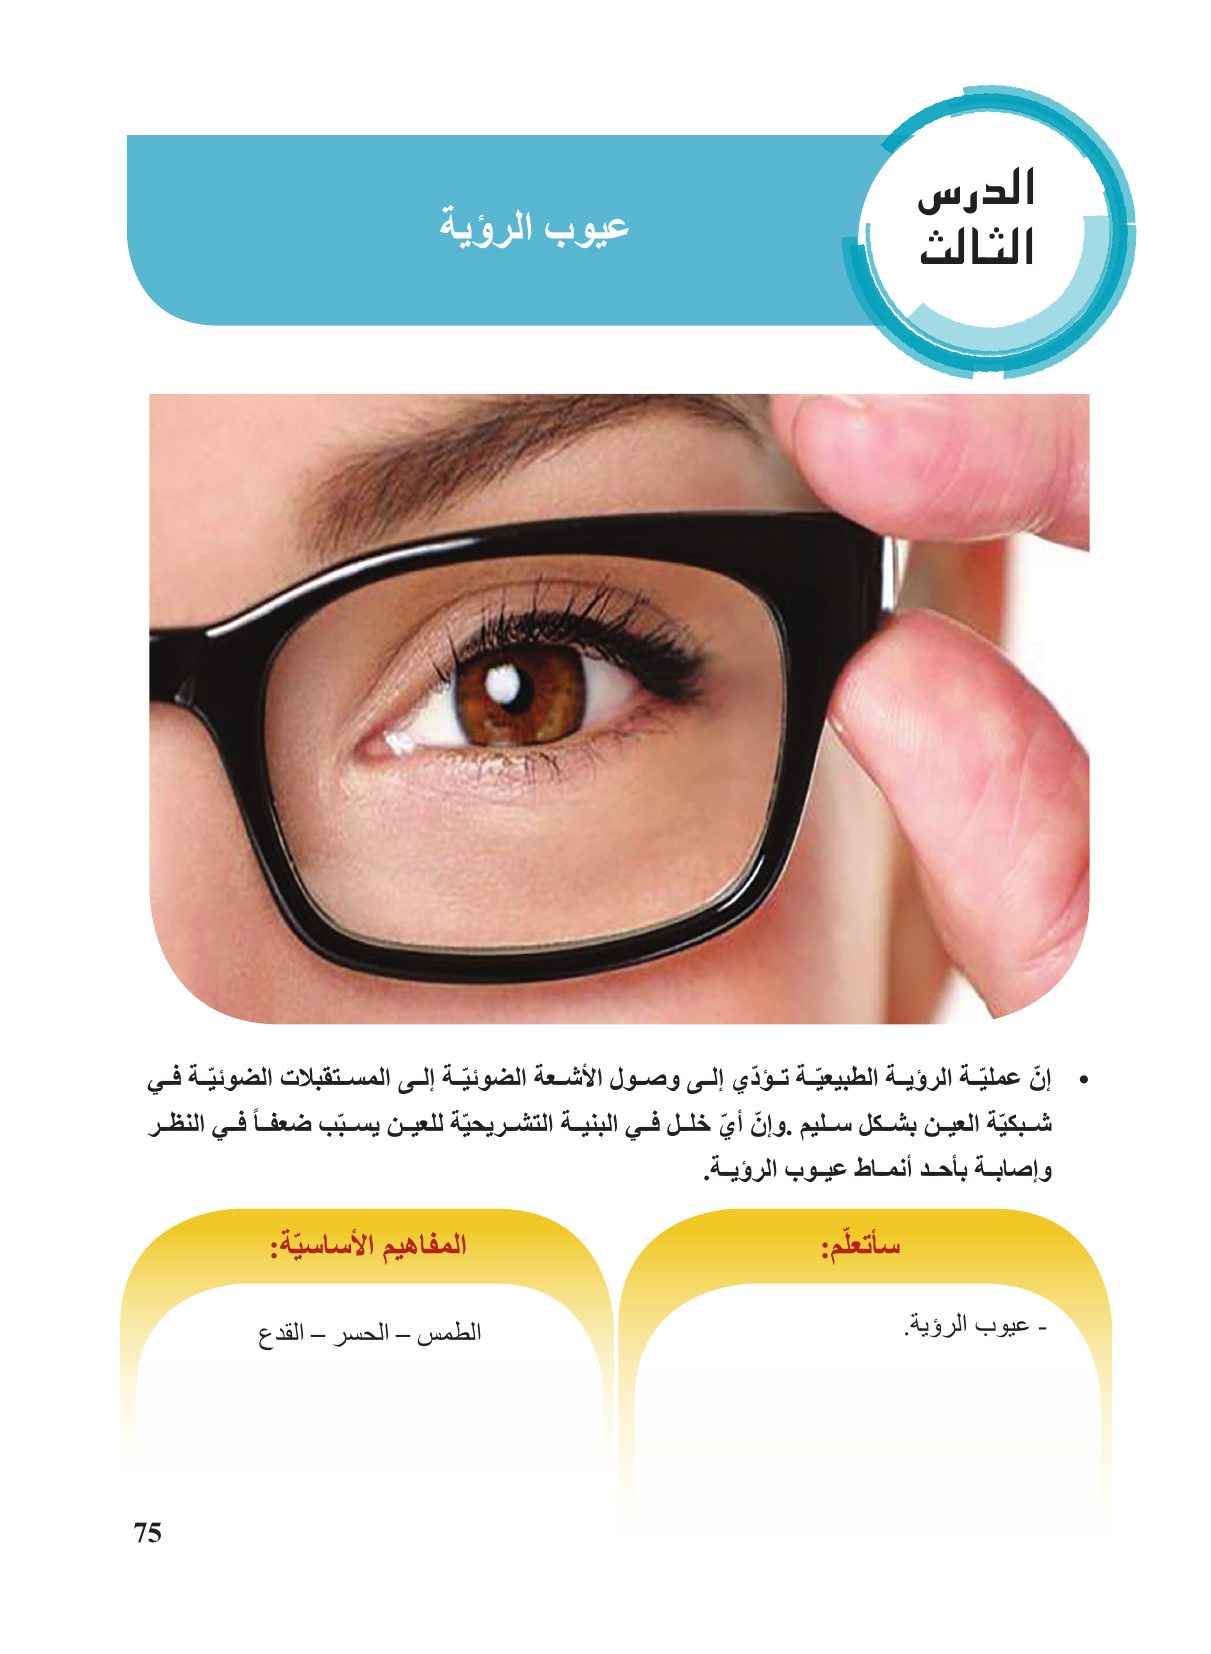 الدرس
الثالث
عيوب الرؤية
• إنّ عمليّة الرؤية الطبيعيّة تؤدّي إلى وصول الأشعة الضوئيّة إلى المستقبلات الضوئيّة في
شبكيّة العين بشكل سليم .وإنّ أيّ خلل في البنية التشريحيّة للعين يسبّب ضعفاً في النظر
وإصابة بأحد أنماط عيوب الرؤية.
سأتعلّم:
- عيوب الرؤية.
المفاهيم الأساسيّة:
الطمس – الحسر – القدع
75